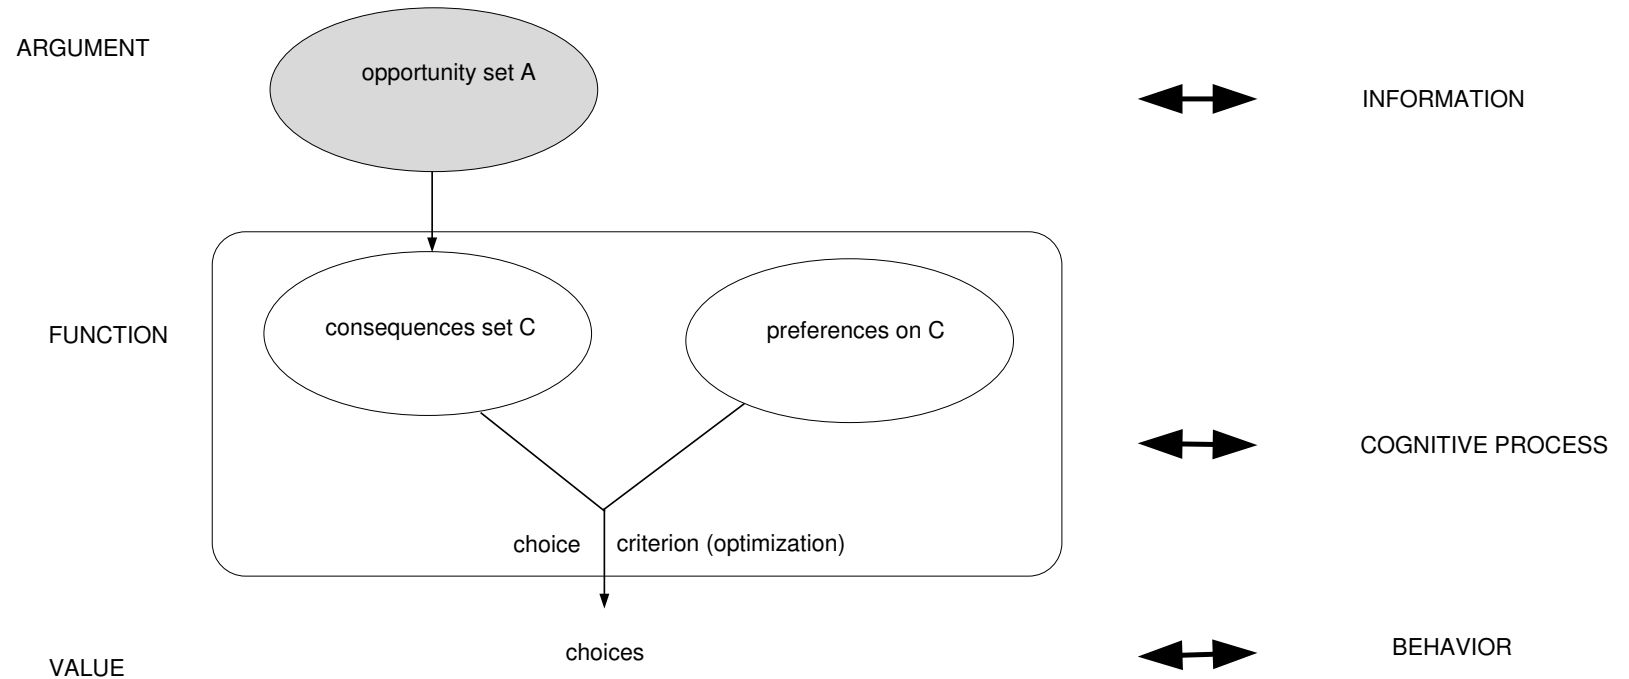 ARGUMENT
opportunity set A
INFORMATION
FUNCTION
consequences set C
preferences on C
COGNITIVE PROCESS
choice criterion (optimization)
choices
BEHAVIOR
VALUE